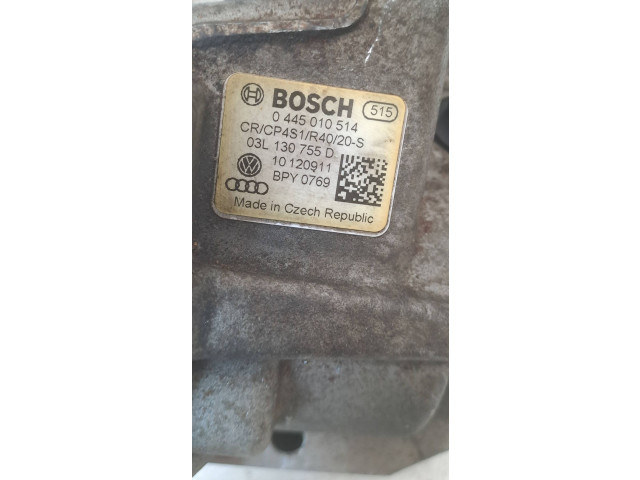 BOSCH 515
0 445 010 514
CR/CP4S1/R40/20-S
03L 130 755 D
10 120911
BPY 0769
Made in Czech Republic